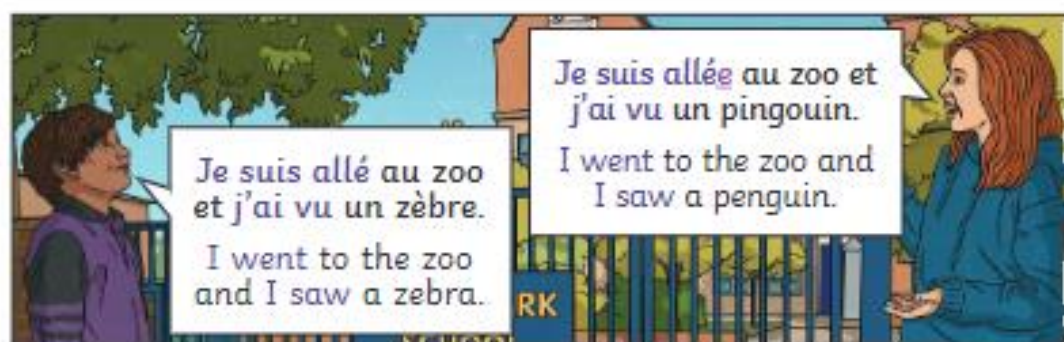 Je suis allé au zoo
et j'ai vu un zèbre.
I went to the zoo
and I saw a zebra.
Je suis allée au zoo et
j'ai vu un pingouin.
I went to the zoo and
I saw a penguin.
RK